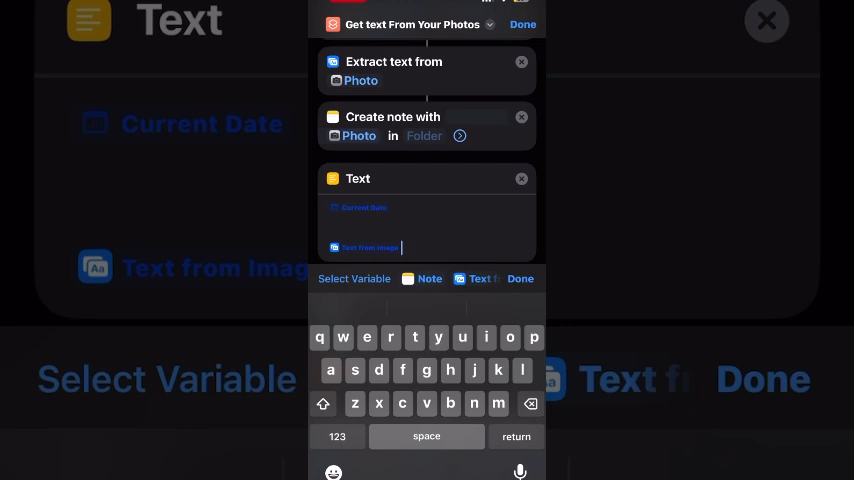 Get text From Your Photos
Done
Extract text from
Photo
Create note with
Photo in Folder
Text
Current Date
Text from Image
Select Variable
Note
Text f
Done
q w e r t y u i o p
a s d f g h j k l
z x c v b n m
123
space
return
Text
Current Date
Text from Imag
Select Variable
Text fr
Done